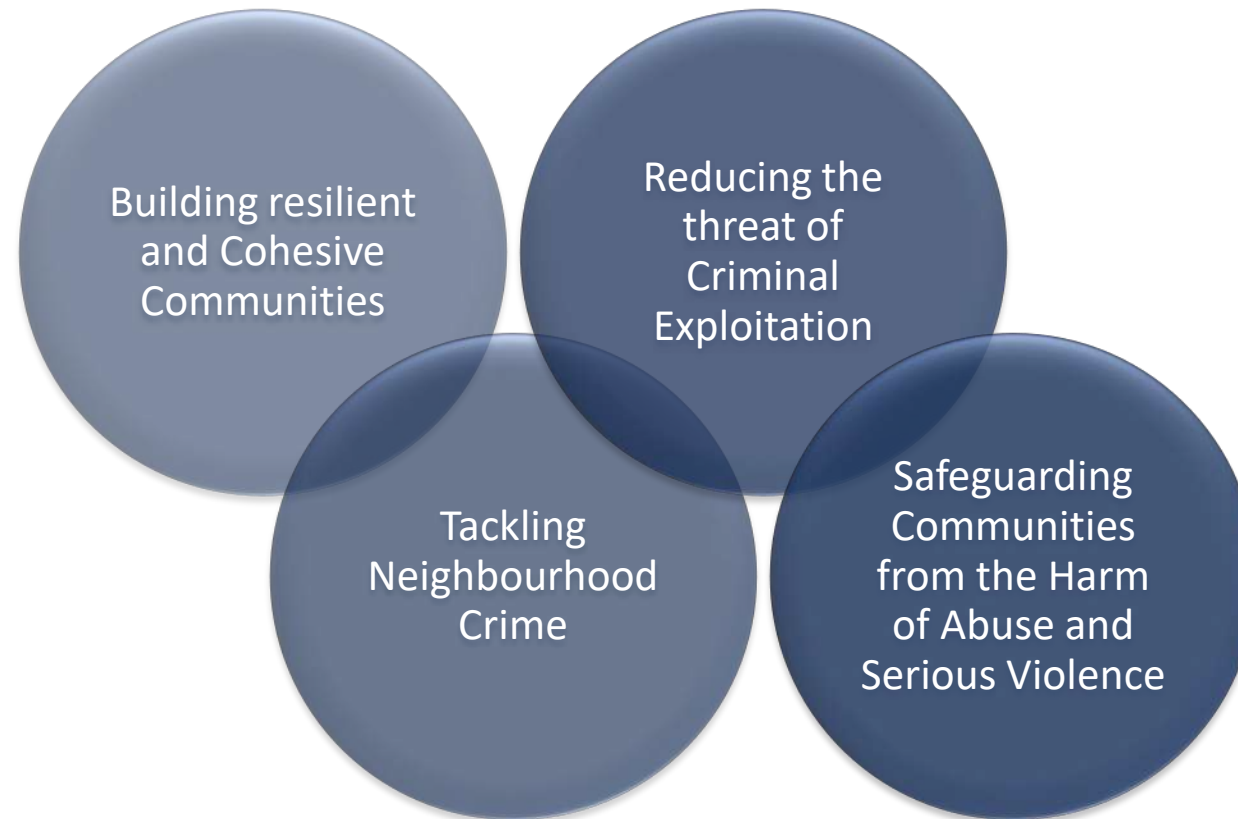 Building resilient
and Cohesive
Communities
Reducing the
threat of
Criminal
Exploitation
Tackling
Neighbourhood
Crime
Safeguarding
Communities
from the Harm
of Abuse and
Serious Violence